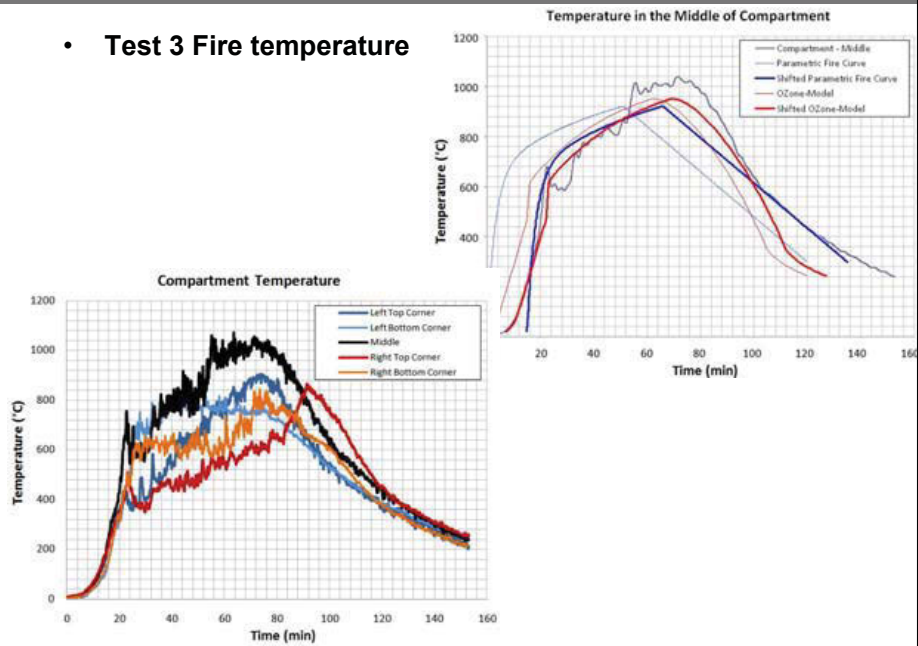 • Test 3 Fire temperature
Temperature in the Middle of Compartment
1200
1000
800
600
400
Temperature (°C)
Compartment - Middle
Parametric Fire Curve
Shifted Parametric Fire Curve
OZone-Model
Shifted OZone-Model
20 40 60 80 100 120 140 160
Time (min)
Compartment Temperature
1200
1000
800
600
400
200
0
Temperature (°C)
Left Top Corner
Left Bottom Corner
Middle
Right Top Corner
Right Bottom Corner
0 20 40 60 80 100 120 140 160
Time (min)